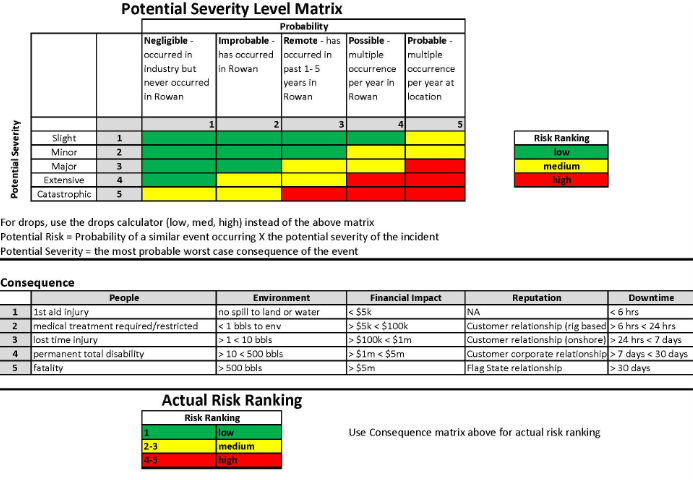 Potential Severity Level Matrix
Probability
Negligible - occurred in industry but never occurred in Rowan
Improbable - has occurred in Rowan
Remote - has occurred in past 1- 5 years in Rowan
Possible - multiple occurrence per year in Rowan
Probable - multiple occurrence per year at location
1 2 3 4 5
Potential Severity
Slight 1
Minor 2
Major 3
Extensive 4
Catastrophic 5
Risk Ranking
low
medium
high
For drops, use the drops calculator (low, med, high) instead of the above matrix
Potential Risk = Probability of a similar event occurring X the potential severity of the incident
Potential Severity = the most probable worst case consequence of the event
Consequence
People Environment Financial Impact Reputation Downtime
1 1st aid injury no spill to land or water < $5k NA < 6 hrs
2 medical treatment required/restricted < 1 bbls to env > $5k < $100k Customer relationship (rig based > 6 hrs < 24 hrs
3 lost time injury > 1 < 10 bbls > $100k < $1m Customer relationship (onshore) > 24 hrs < 7 days
4 permanent total disability > 10 < 500 bbls > $1m < $5m Customer corporate relationship > 7 days < 30 days
5 fatality > 500 bbls > $5m Flag State relationship > 30 days
Actual Risk Ranking
Risk Ranking
1 low
2-3 medium
4-5 high
Use Consequence matrix above for actual risk ranking